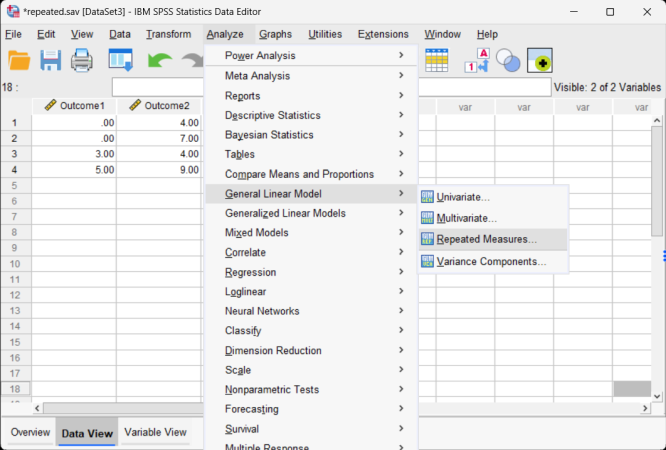 *repeated.sav [DataSet3] - IBM SPSS Statistics Data Editor
File Edit View Data Transform Analyze Graphs Utilities Extensions Window Help
18 : Visible: 2 of 2 Variables
Outcome1 Outcome2 var var var var
1 .00 4.00
2 .00 7.00
3 3.00 4.00
4 5.00 9.00
5
6
7
8
9
10
11
12
13
14
15
16
17
18
Power Analysis
Meta Analysis
Reports
Descriptive Statistics
Bayesian Statistics
Tables
Compare Means and Proportions
General Linear Model
Generalized Linear Models
Mixed Models
Correlate
Regression
Loglinear
Neural Networks
Classify
Dimension Reduction
Scale
Nonparametric Tests
Forecasting
Survival
Multiple Response
Univariate...
Multivariate...
Repeated Measures...
Variance Components...
Overview Data View Variable View